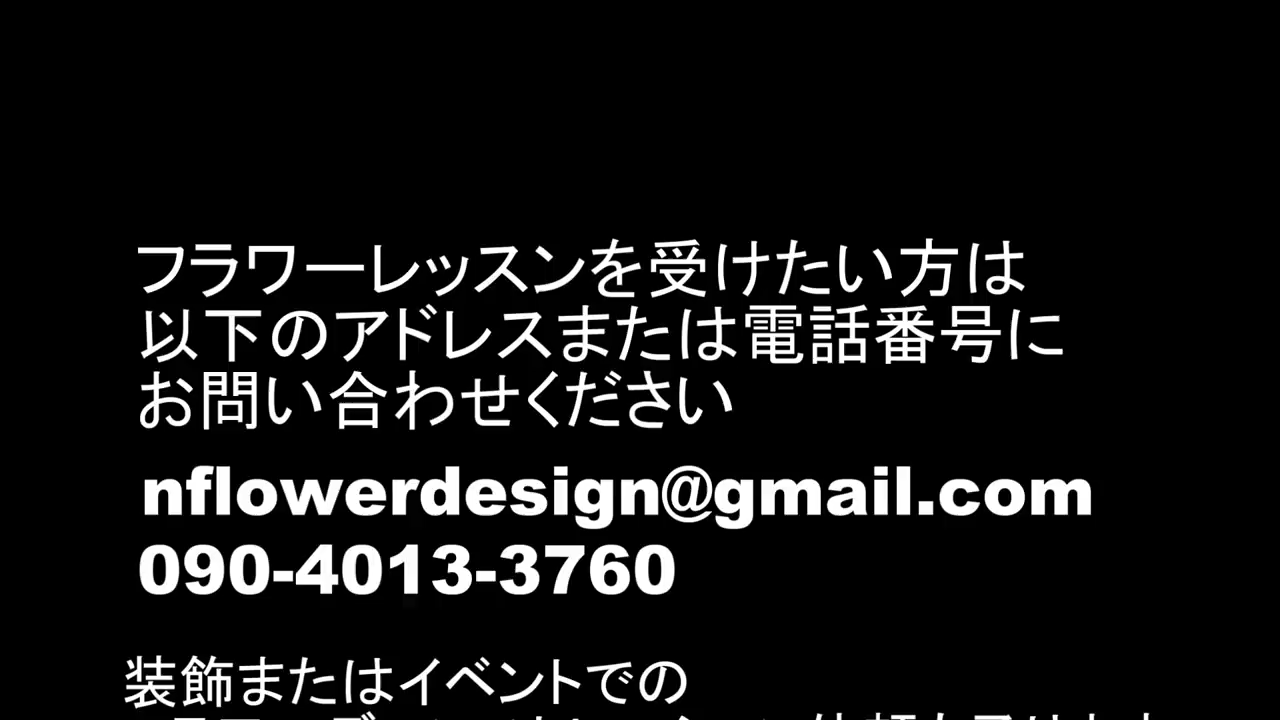 フラワーレッスンを受けたい方は
以下のアドレスまたは電話番号に
お問い合わせください
nflowerdesign@gmail.com
090-4013-3760
装飾またはイベントでの